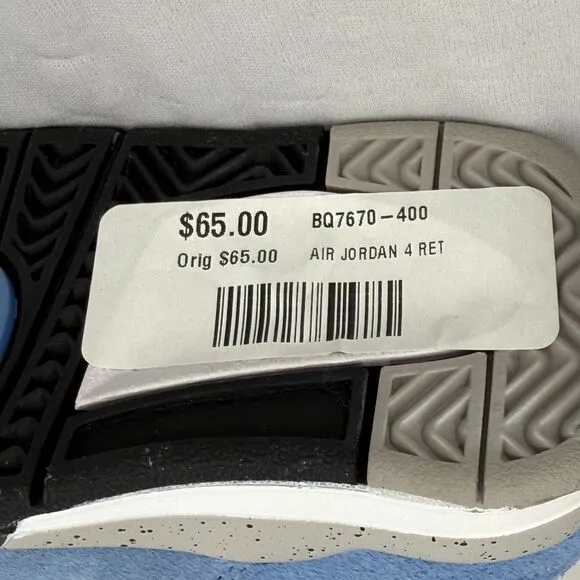 $65.00 BQ7670-400
Orig $65.00 AIR JORDAN 4 RET